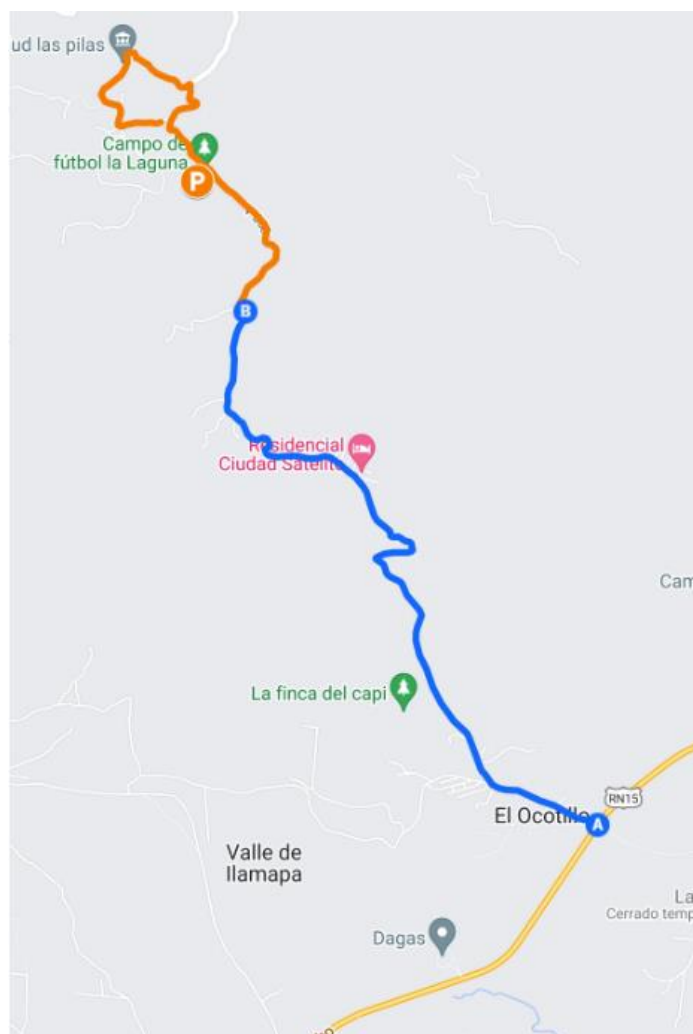 ud las pilas
Campo de
fútbol la Laguna
P
B
Residencial
Ciudad Satelite
Cam
La finca del capi
RN15
El Ocotillo
A
Valle de
Ilamapa
La
Cerrado temp
Dagas